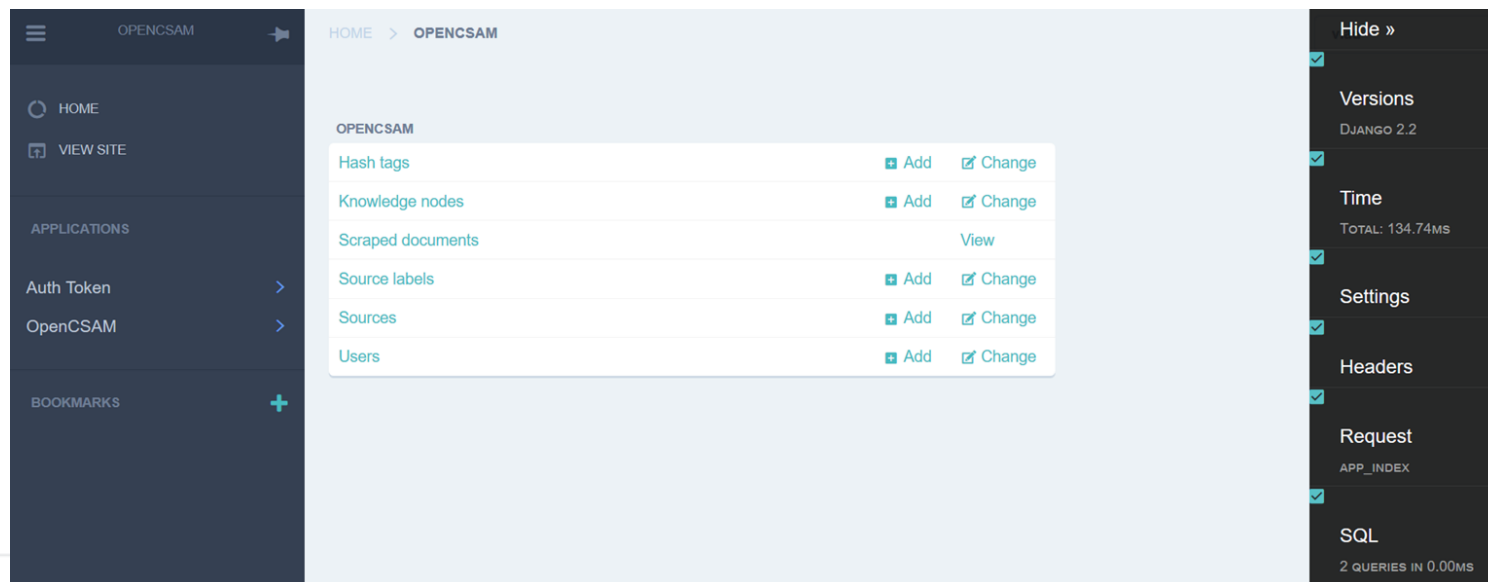 OPENCSAM
HOME
VIEW SITE
APPLICATIONS
Auth Token
OpenCSAM
BOOKMARKS
HOME > OPENCSAM
OPENCSAM
Hash tags Add Change
Knowledge nodes Add Change
Scraped documents View
Source labels Add Change
Sources Add Change
Users Add Change
Hide »
Versions
DJANGO 2.2
Time
TOTAL: 134.74MS
Settings
Headers
Request
APP_INDEX
SQL
2 QUERIES IN 0.00MS